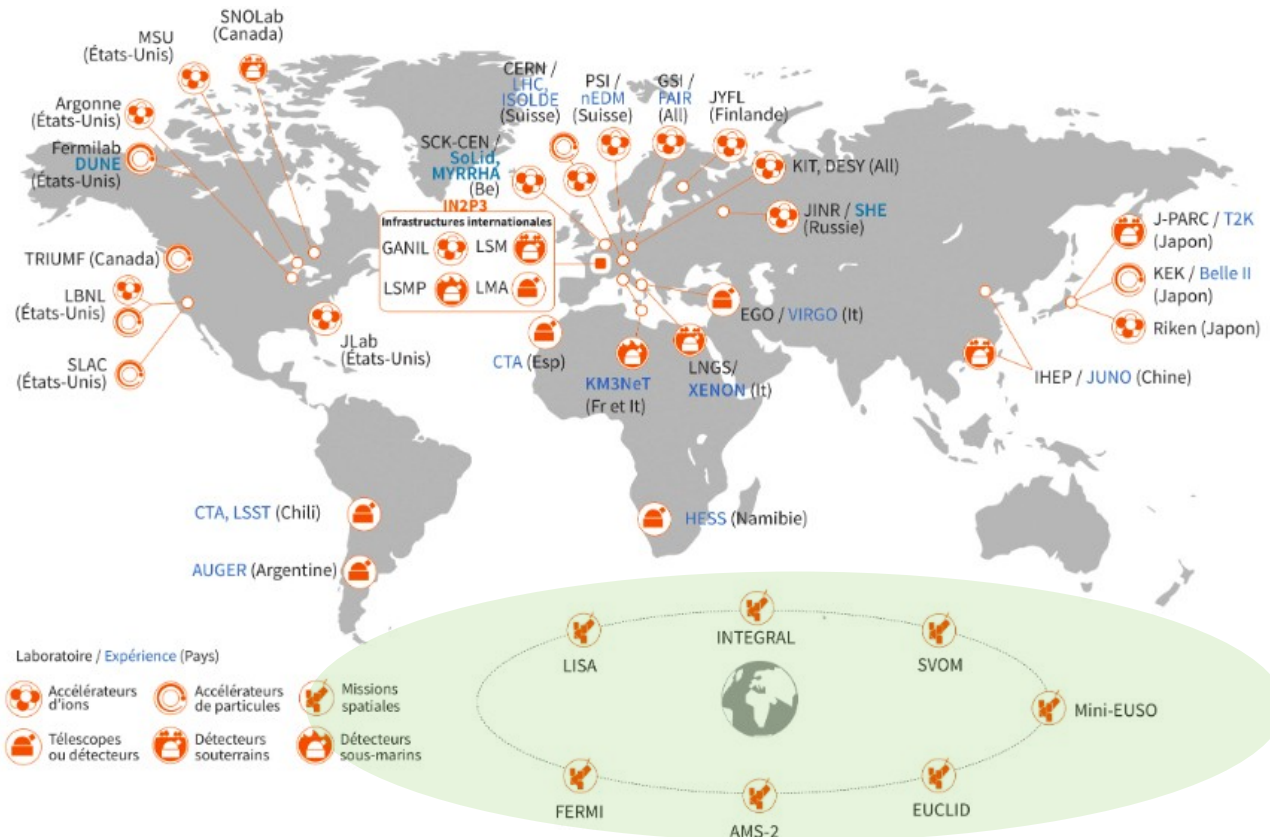 SNOLab
(Canada)
MSU
(États-Unis)
Argonne
(États-Unis)
Fermilab
DUNE
(États-Unis)
TRIUMF (Canada)
LBNL
(États-Unis)
SLAC
(États-Unis)
JLab
(États-Unis)
CERN /
LHC,
ISOLDE
(Suisse)
PSI /
nEDM
(Suisse)
GSI /
FAIR
(All)
JYFL
(Finlande)
SCK-CEN /
SoLid,
MYRRHA
(Be)
KIT, DESY (All)
JINR / SHE
(Russie)
IN2P3
Infrastructures internationales
GANIL
LSM
LSMP
LMA
J-PARC / T2K
(Japon)
KEK / Belle II
(Japon)
Riken (Japon)
EGO / VIRGO (It)
CTA (Esp)
KM3NeT
(Fr et It)
LNGS/
XENON (It)
IHEP / JUNO (Chine)
CTA, LSST (Chili)
HESS (Namibie)
AUGER (Argentine)
Laboratoire / Expérience (Pays)
Accélérateurs
d'ions
Accélérateurs
de particules
Missions
spatiales
Télescopes
ou détecteurs
Détecteurs
souterrains
Détecteurs
sous-marins
LISA
INTEGRAL
SVOM
Mini-EUSO
FERMI
AMS-2
EUCLID